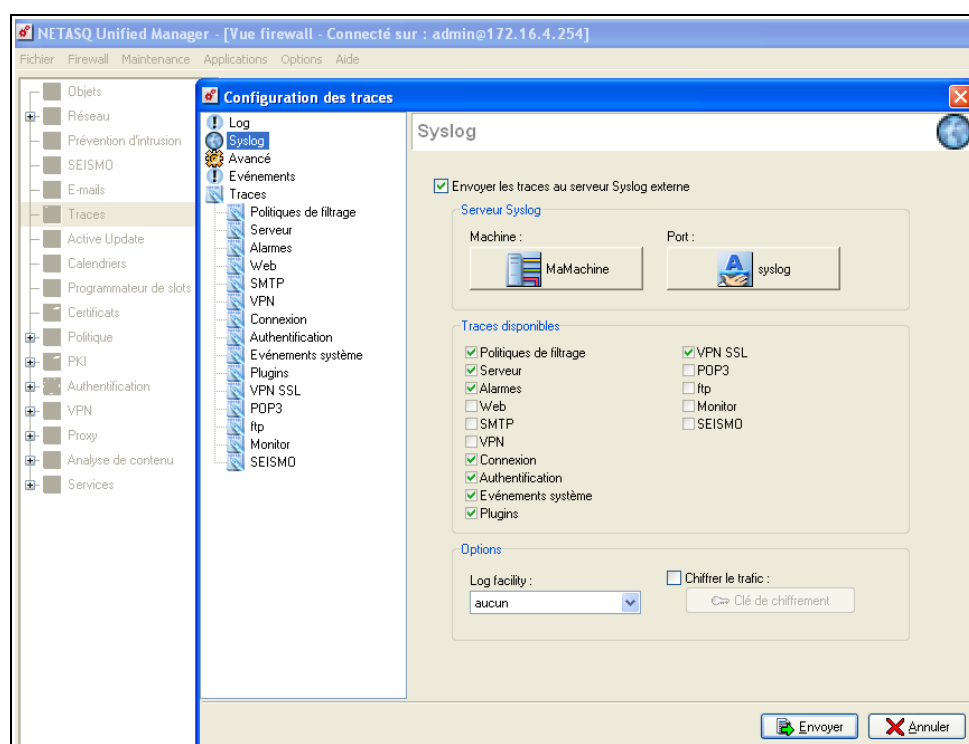 NETASQ Unified Manager - [Vue firewall - Connecté sur : admin@172.16.4.254]
Fichier Firewall Maintenance Applications Options Aide
Objets
Réseau
Prévention d'intrusion
SEISMO
E-mails
Traces
Active Update
Calendriers
Programmateur de slots
Certificats
Politique
PKI
Authentification
VPN
Proxy
Analyse de contenu
Services
Configuration des traces
Log
Syslog
Avancé
Evénements
Traces
Politiques de filtrage
Serveur
Alarmes
Web
SMTP
VPN
Connexion
Authentification
Evénements système
Plugins
VPN SSL
POP3
ftp
Monitor
SEISMO
Syslog
Envoyer les traces au serveur Syslog externe
Serveur Syslog
Machine : Port :
MaMachine syslog
Traces disponibles
Politiques de filtrage VPN SSL
Serveur POP3
Alarmes ftp
Web Monitor
SMTP SEISMO
VPN
Connexion
Authentification
Evénements système
Plugins
Options
Log facility : Chiffrer le trafic :
aucun Clé de chiffrement
Envoyer Annuler